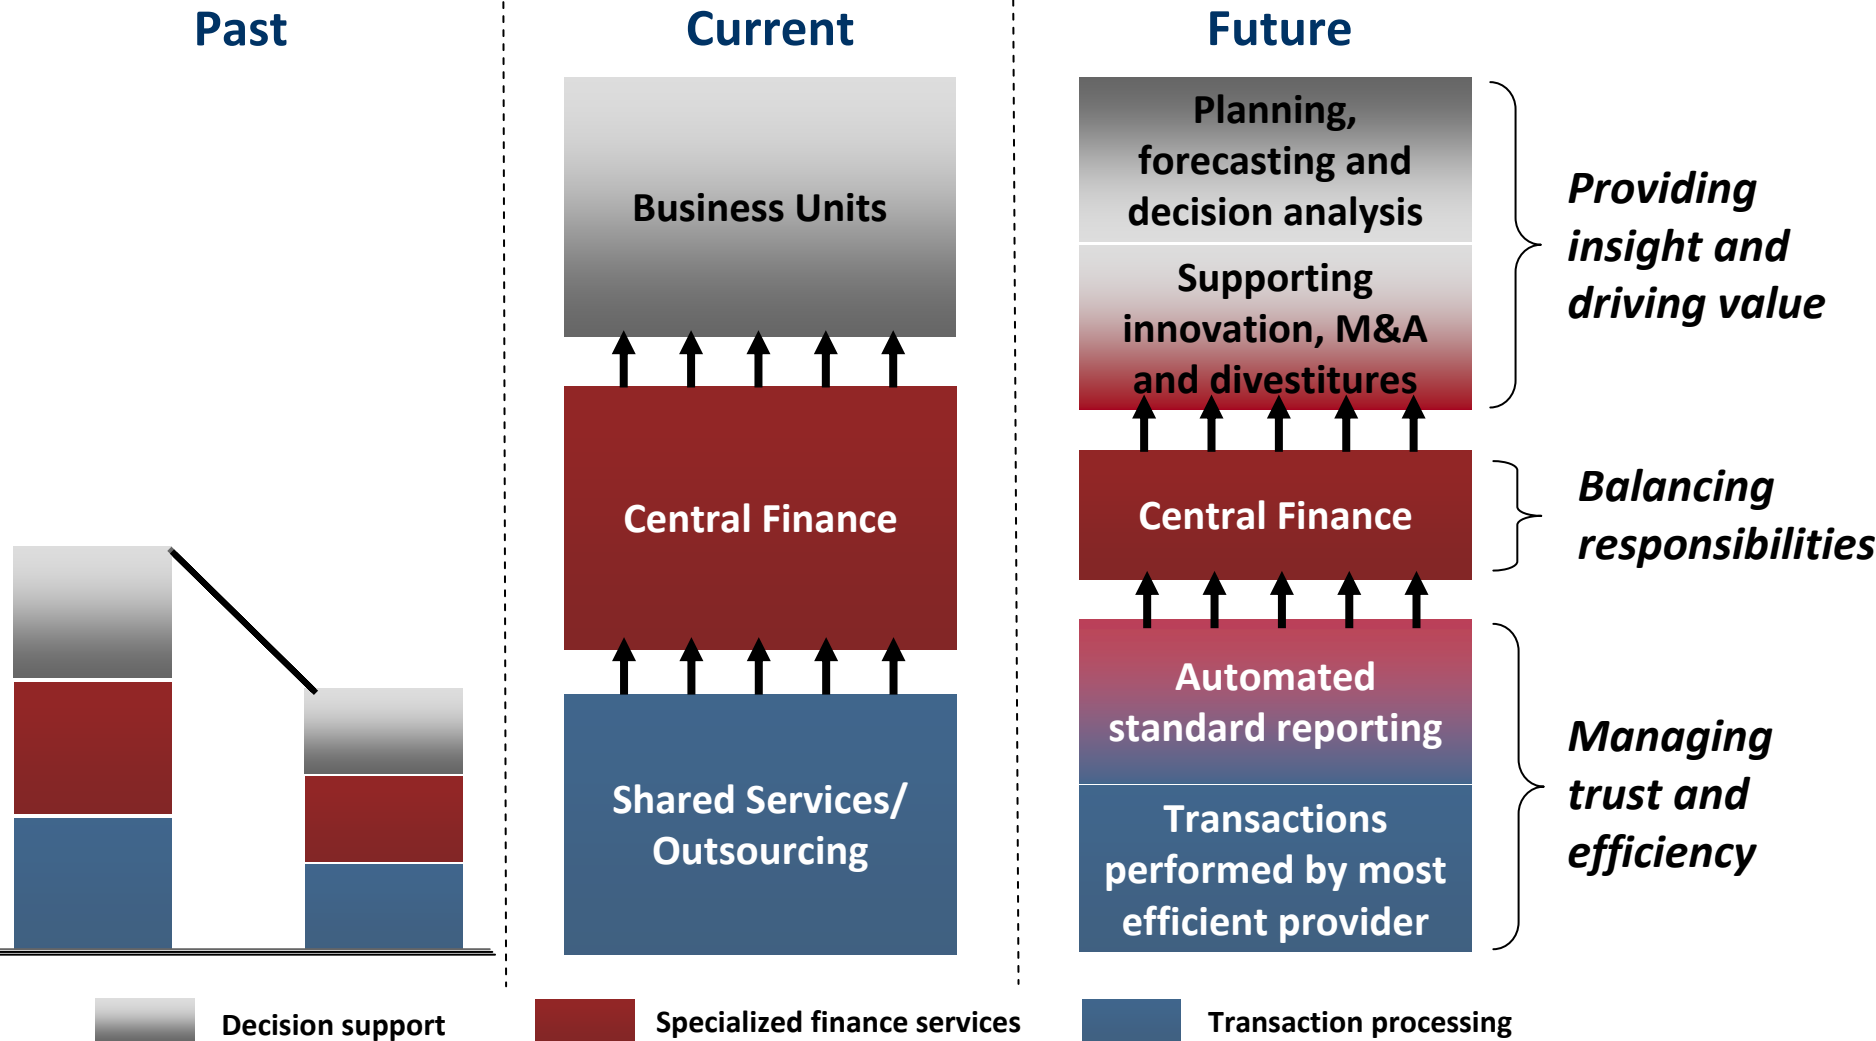 Past
Current
Future
Business Units
Central Finance
Shared Services/
Outsourcing
Planning,
forecasting and
decision analysis
Supporting
innovation, M&A
and divestitures
Central Finance
Automated
standard reporting
Transactions
performed by most
efficient provider
Providing
insight and
driving value
Balancing
responsibilities
Managing
trust and
efficiency
Decision support
Specialized finance services
Transaction processing